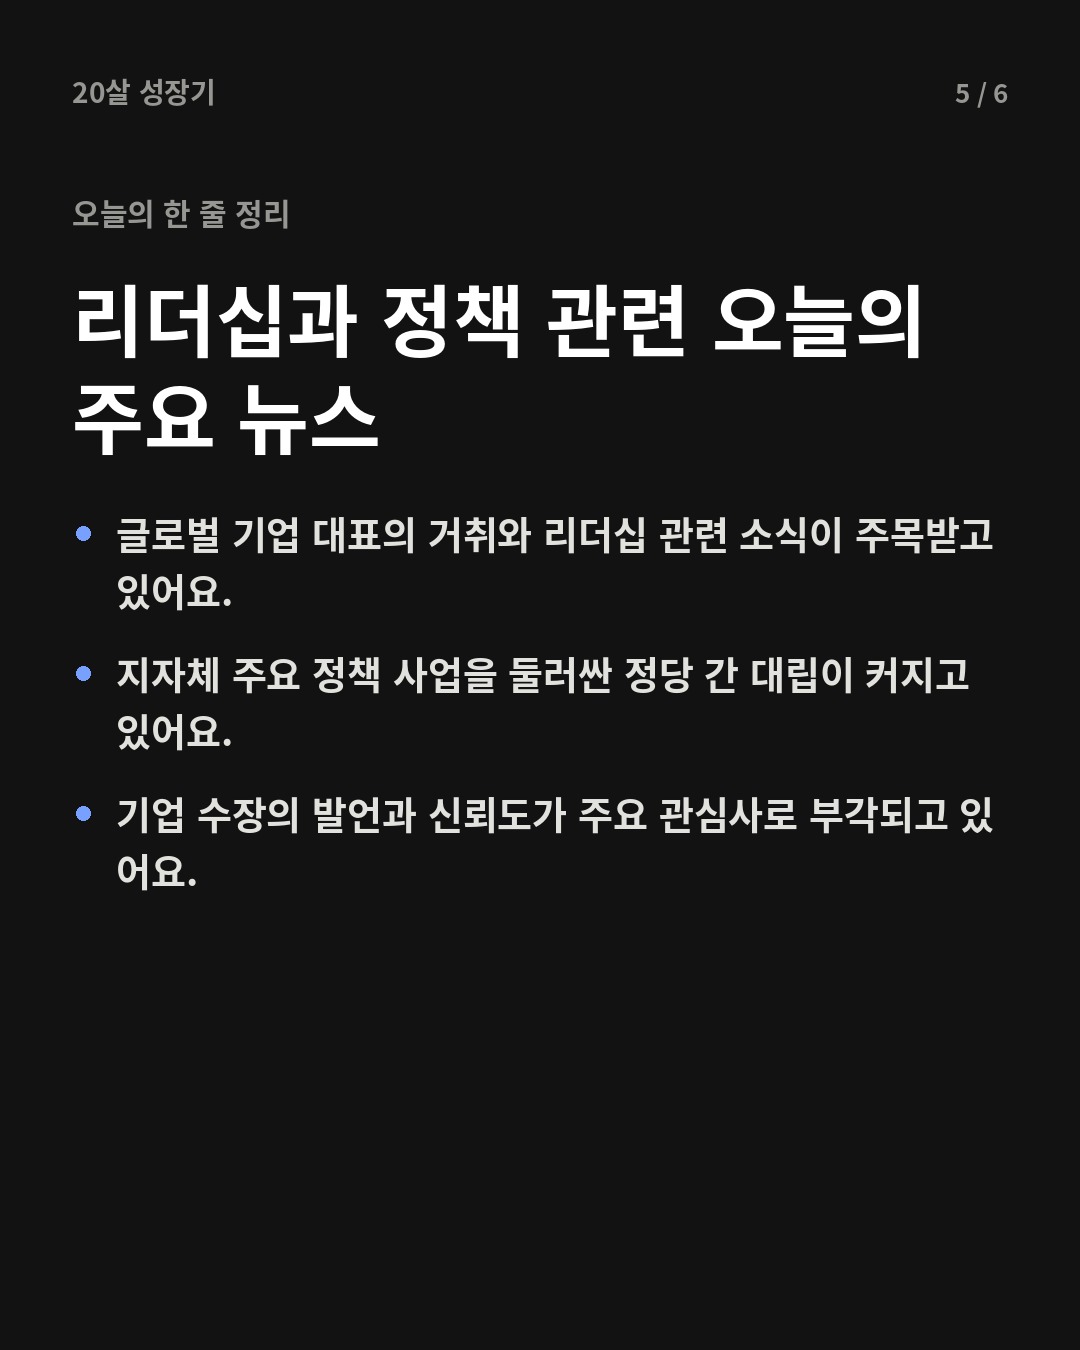 20살 성장기
5 / 6
오늘의 한 줄 정리
리더십과 정책 관련 오늘의
주요 뉴스
글로벌 기업 대표의 거취와 리더십 관련 소식이 주목받고
있어요.
지자체 주요 정책 사업을 둘러싼 정당 간 대립이 커지고
있어요.
기업 수장의 발언과 신뢰도가 주요 관심사로 부각되고 있
어요.